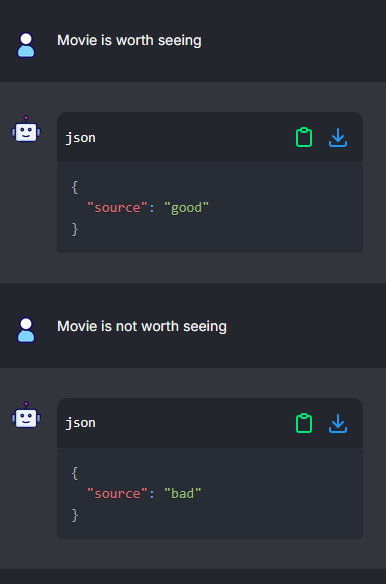 Movie is worth seeing
json
{
  "source": "good"
}
Movie is not worth seeing
json
{
  "source": "bad"
}